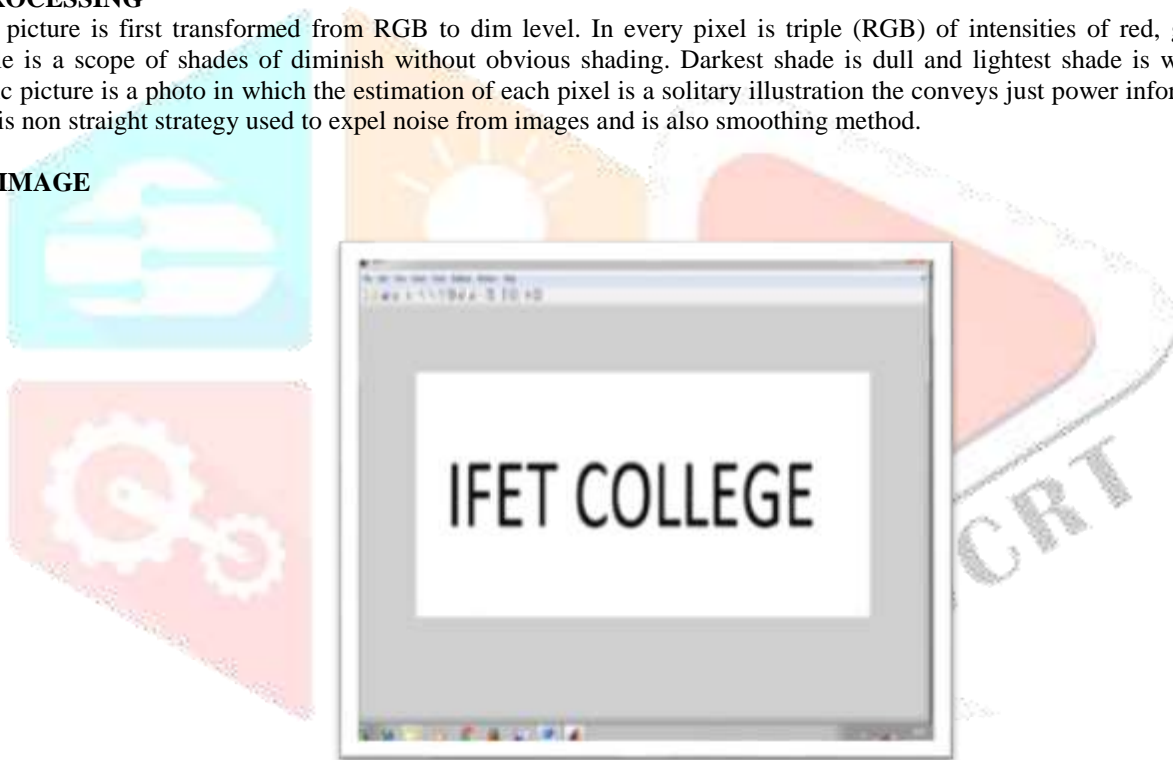 ROCESSING
picture is first transformed from RGB to dim level. In every pixel is triple (RGB) of intensities of red,
e is a scope of shades of diminish without obvious shading. Darkest shade is dull and lightest shade is w
ic picture is a photo in which the estimation of each pixel is a solitary illustration the conveys just power infor
is non straight strategy used to expel noise from images and is also smoothing method.
IMAGE
IFET COLLEGE
CRT